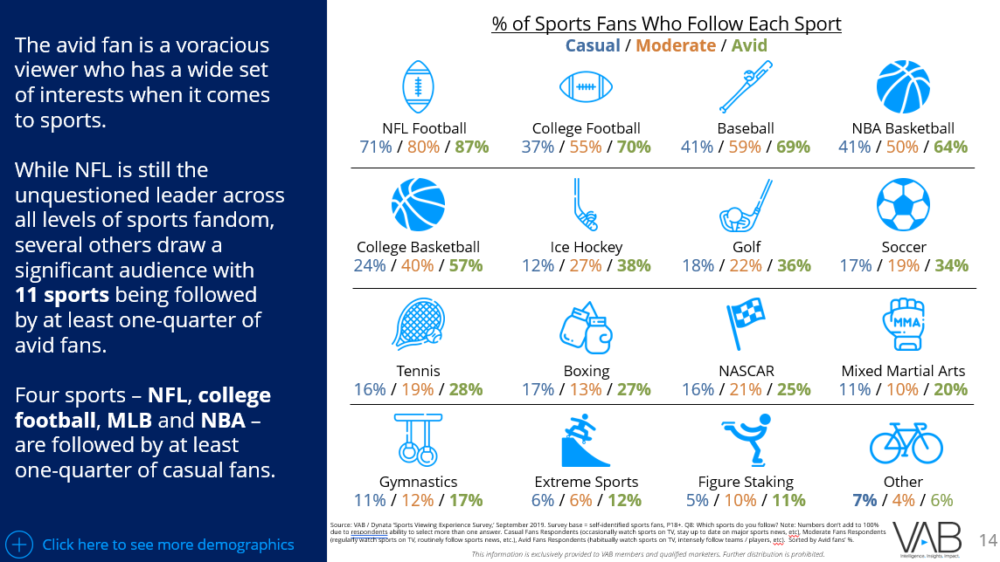 The avid fan is a voracious
viewer who has a wide set
of interests when it comes
to sports.
While NFL is still the
unquestioned leader across
all levels of sports fandom,
several others draw a
significant audience with
11 sports being followed
by at least one-quarter of
avid fans.
Four sports – NFL, college
football, MLB and NBA –
are followed by at least
one-quarter of casual fans.
Click here to see more demographics
% of Sports Fans Who Follow Each Sport
Casual / Moderate / Avid
NFL Football
71% / 80% / 87%
College Football
37% / 55% / 70%
Baseball
41% / 59% / 69%
NBA Basketball
41% / 50% / 64%
College Basketball
24% / 40% / 57%
Ice Hockey
12% / 27% / 38%
Golf
18% / 22% / 36%
Soccer
17% / 19% / 34%
Tennis
16% / 19% / 28%
Boxing
17% / 13% / 27%
NASCAR
16% / 21% / 25%
MMA
Mixed Martial Arts
11% / 10% / 20%
Gymnastics
11% / 12% / 17%
Extreme Sports
6% / 6% / 12%
Figure Staking
5% / 10% / 11%
Other
7% / 4% / 6%
Source: VAB / Dynata ‘Sports Viewing Experience Survey,’ September 2019. Survey base = self-identified sports fans, P18+. Q8: Which sports do you follow? Note: Numbers don’t add to 100%
due to respondents ability to select more than one answer. Casual Fans Respondents (occasionally watch sports on TV, stay up to date on major sports news, etc), Moderate Fans Respondents
(regularly watch sports on TV, routinely follow sports news, etc.), Avid Fans Respondents (habitually watch sports on TV, intensely follow teams / players, etc). Sorted by Avid fans’ %.
This information is exclusively provided to VAB members and qualified marketers. Further distribution is prohibited.
VAB
Intelligence. Insights. Impact.
14